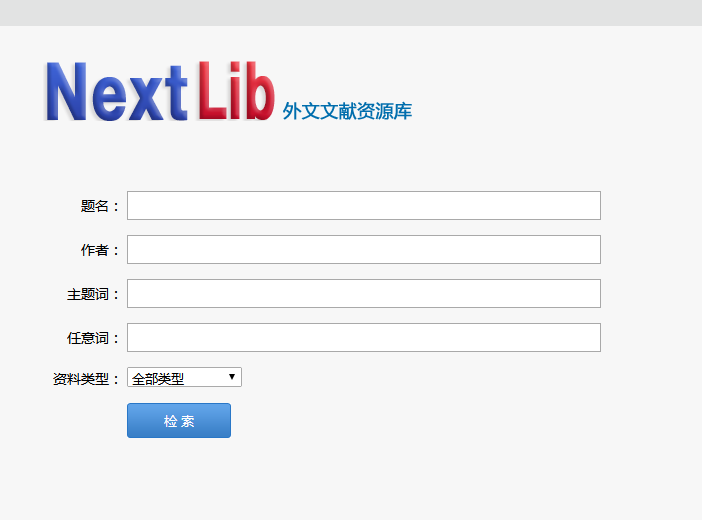 NextLib 外文文献资源库
题名：
作者：
主题词：
任意词：
资料类型： 全部类型
检 索